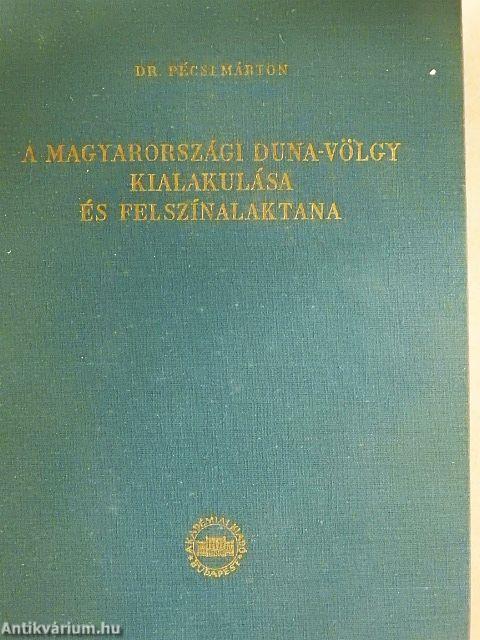 DR. PÉCSI MÁRTON
A MAGYARORSZÁGI DUNA-VÖLGY
KIALAKULÁSA
ÉS FELSZÍNALAKTANA
AKADÉMIAI KIADÓ
BUDAPEST
Antikvárium.hu